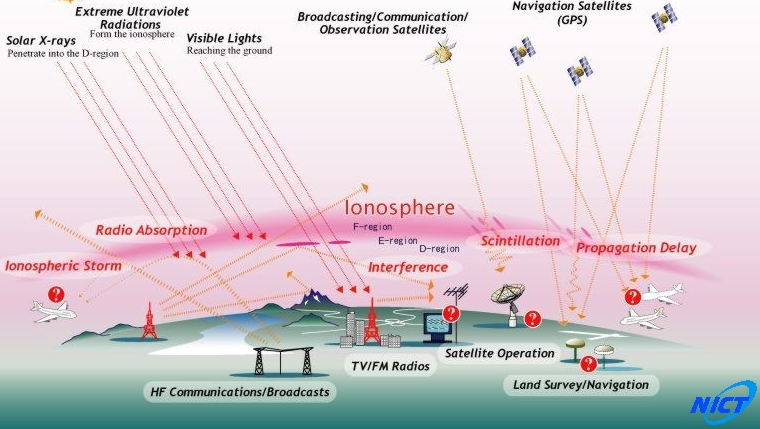 Extreme Ultraviolet
Radiations
Form the ionosphere
Solar X-rays
Penetrate into the D-region
Visible Lights
Reaching the ground
Broadcasting/Communication/
Observation Satellites
Navigation Satellites
(GPS)
Ionosphere
F-region
E-region
D-region
Radio Absorption
Scintillation
Propagation Delay
Ionospheric Storm
Interference
?
?
?
?
?
Satellite Operation
TV/FM Radios
HF Communications/Broadcasts
Land Survey/Navigation
NICT